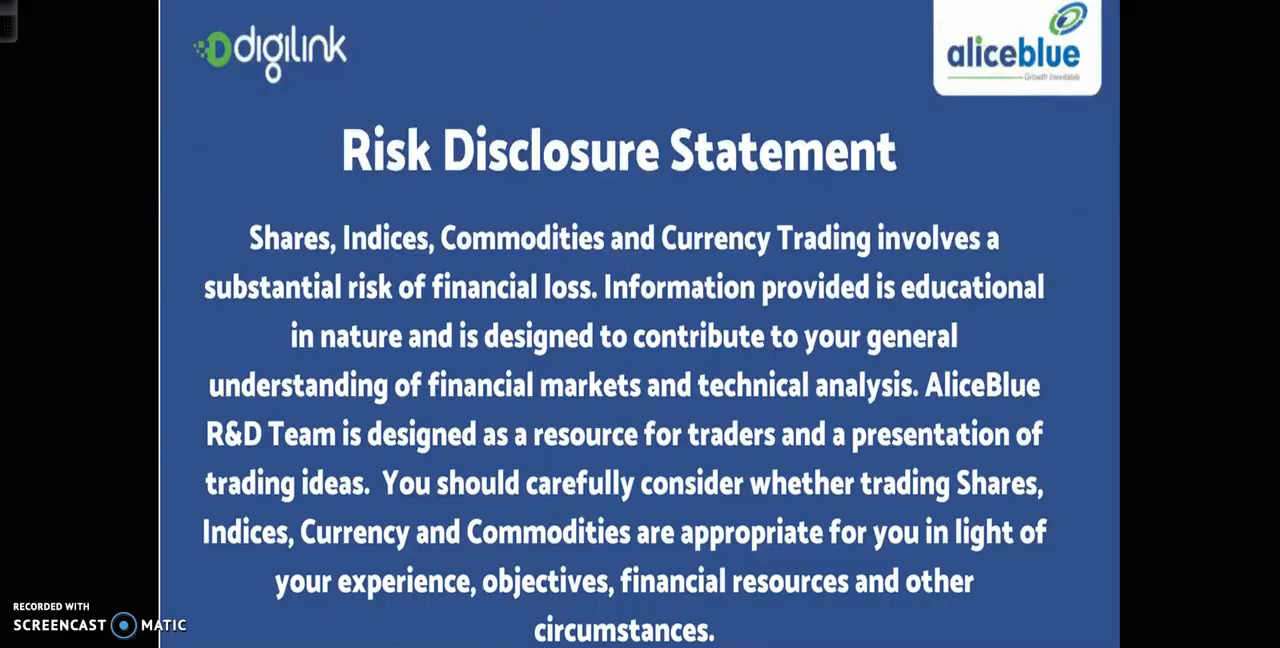 digilink
aliceblue
Growth Inevitable
Risk Disclosure Statement
Shares, Indices, Commodities and Currency Trading involves a
substantial risk of financial loss. Information provided is educational
in nature and is designed to contribute to your general
understanding of financial markets and technical analysis. AliceBlue
R&D Team is designed as a resource for traders and a presentation of
trading ideas. You should carefully consider whether trading Shares,
Indices, Currency and Commodities are appropriate for you in light of
your experience, objectives, financial resources and other
circumstances.
RECORDED WITH
SCREENCAST MATIC